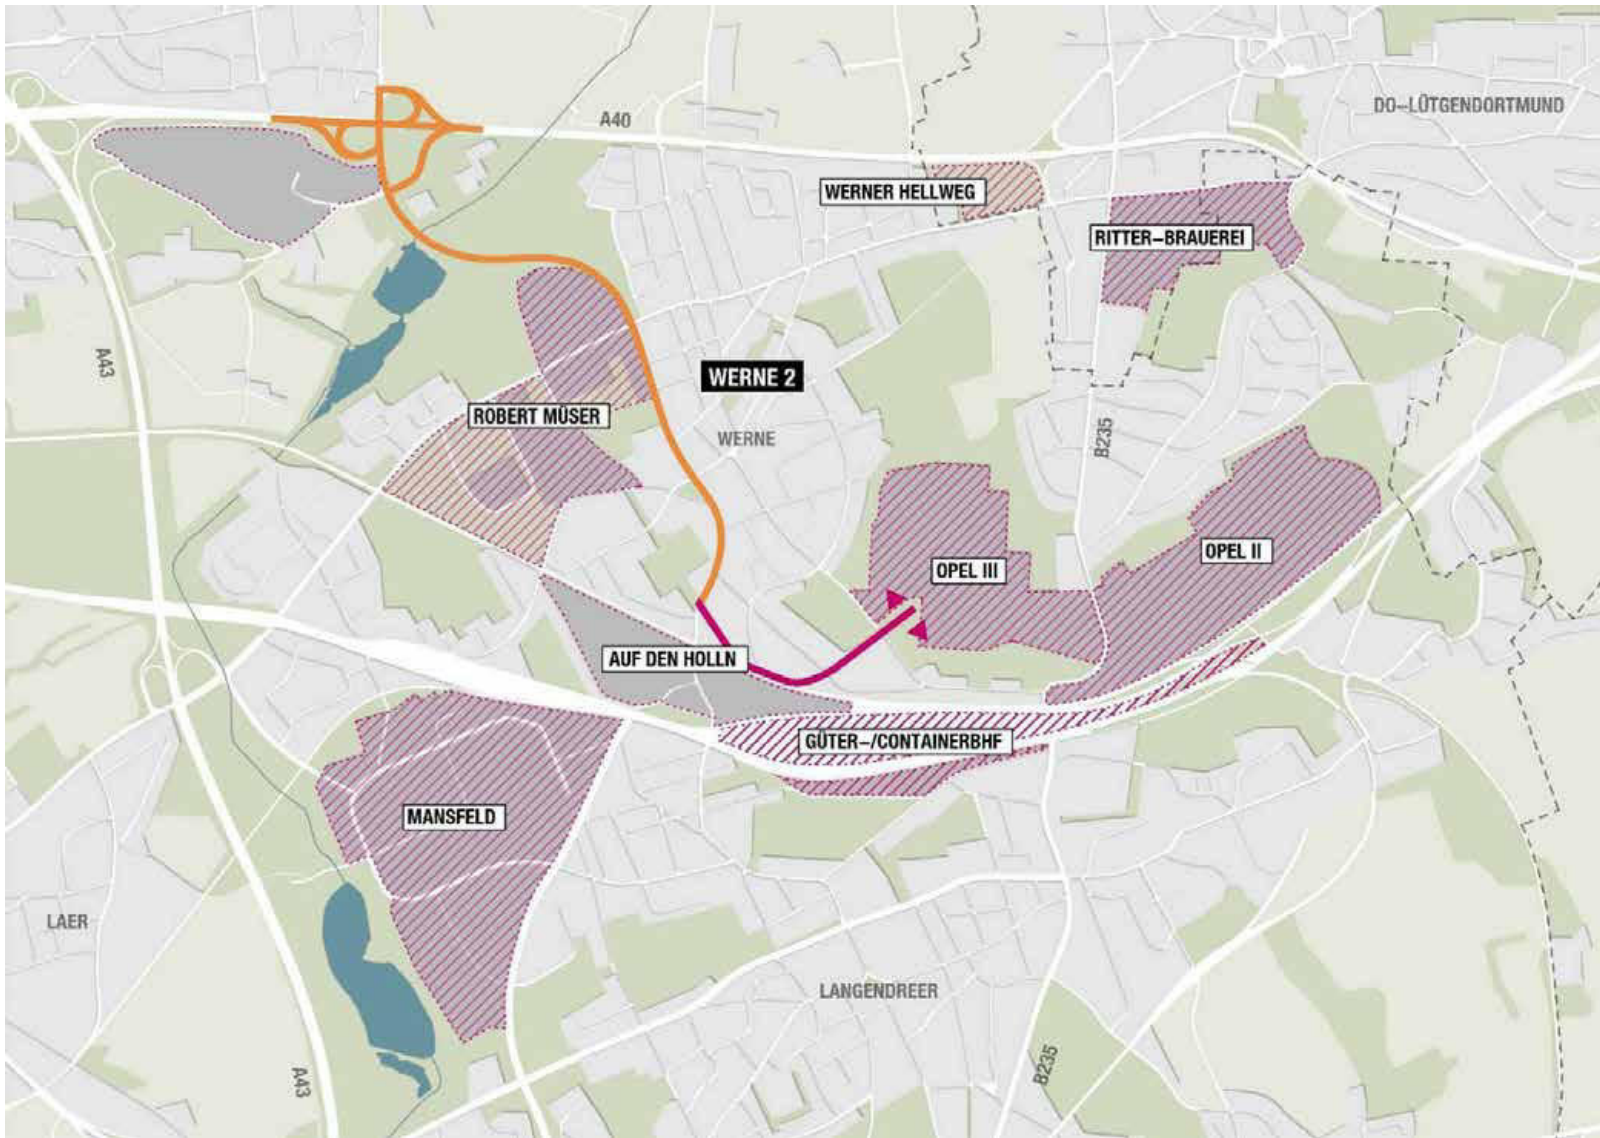 A40
DO–LÜTGENDORTMUND
WERNER HELLWEG
RITTER–BRAUEREI
A43
WERNE 2
ROBERT MÜSER
WERNE
B235
OPEL II
OPEL III
AUF DEN HOLLN
GÜTER–/CONTAINERBHF
MANSFELD
LAER
LANGENDREER
B235
A43